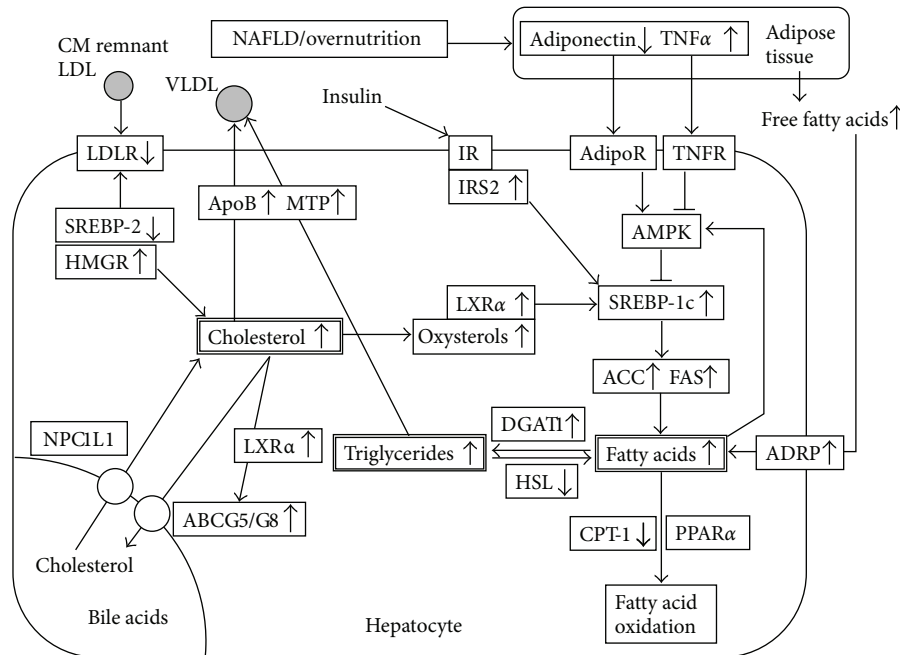 NAFLD/overnutrition
Adiponectin↓ TNFα ↑
Adipose
tissue
CM remnant
LDL
VLDL
Insulin
Free fatty acids↑
LDLR↓
IR
IRS2 ↑
AdipoR
TNFR
ApoB↑ MTP↑
SREBP-2↓
HMGR↑
AMPK
LXRα ↑
Oxysterols ↑
SREBP-1c ↑
Cholesterol ↑
ACC↑ FAS↑
NPC1L1
LXRα ↑
DGAT1↑
Triglycerides ↑
Fatty acids ↑
ADRP↑
HSL ↓
ABCG5/G8 ↑
CPT-1↓
PPARα
Cholesterol
Bile acids
Hepatocyte
Fatty acid
oxidation